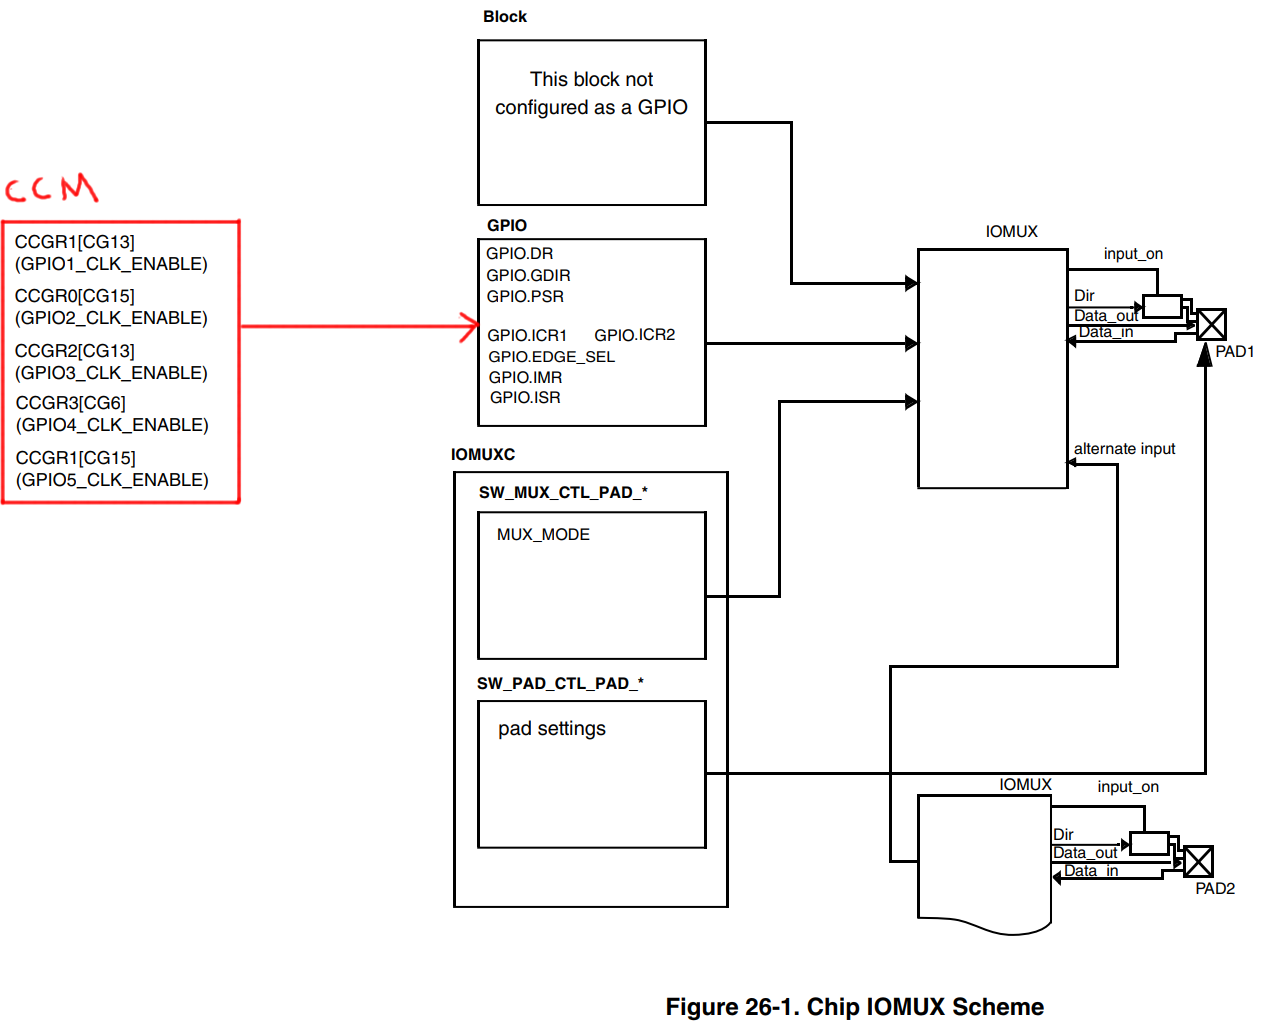 Block
This block not
configured as a GPIO
CCM
CCGR1[CG13]
(GPIO1_CLK_ENABLE)
CCGR0[CG15]
(GPIO2_CLK_ENABLE)
CCGR2[CG13]
(GPIO3_CLK_ENABLE)
CCGR3[CG6]
(GPIO4_CLK_ENABLE)
CCGR1[CG15]
(GPIO5_CLK_ENABLE)
GPIO
GPIO.DR
GPIO.GDIR
GPIO.PSR
GPIO.ICR1 GPIO.ICR2
GPIO.EDGE_SEL
GPIO.IMR
GPIO.ISR
IOMUXC
SW_MUX_CTL_PAD_*
MUX_MODE
SW_PAD_CTL_PAD_*
pad settings
IOMUX
input_on
Dir
Data_out
Data_in
PAD1
alternate input
IOMUX
input_on
Dir
Data_out
Data_in
PAD2
Figure 26-1. Chip IOMUX Scheme